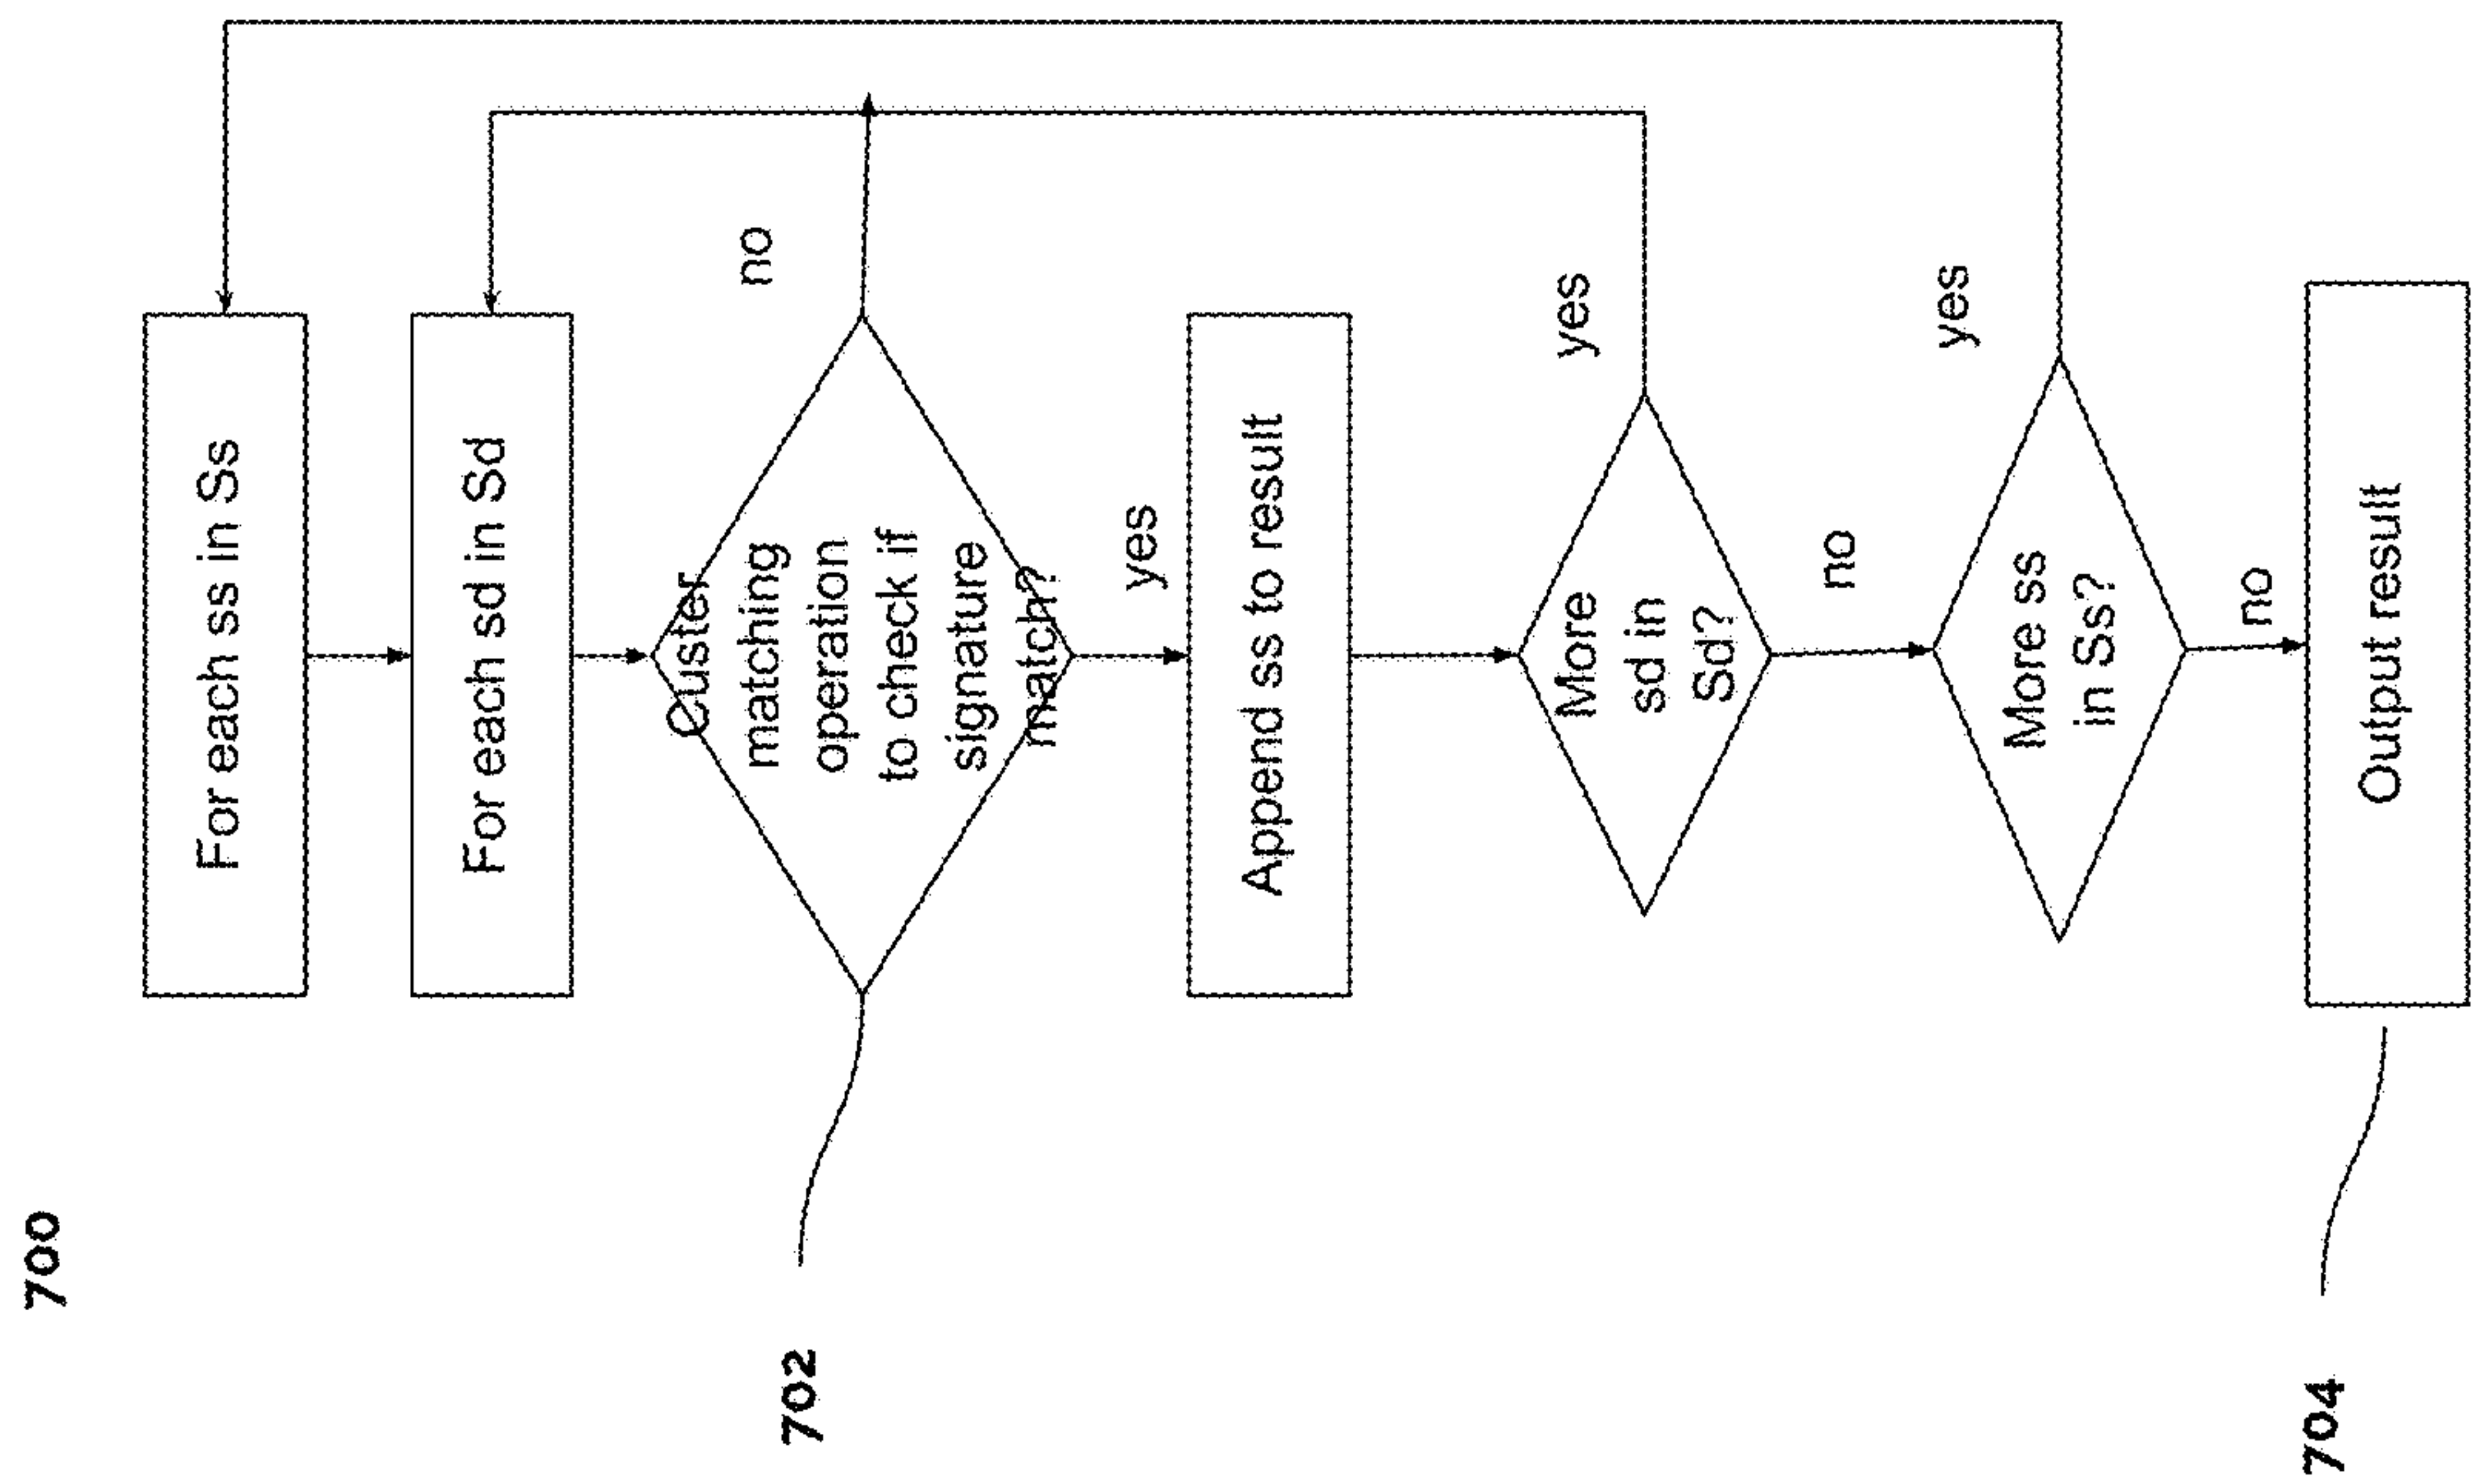 700
For each ss in Ss
For each sd in Sd
no
702
Cluster
matching
operation
to check if
signature
match?
yes
Append ss to result
yes
More
sd in
Sd?
no
yes
More ss
in Ss?
no
704
Output result